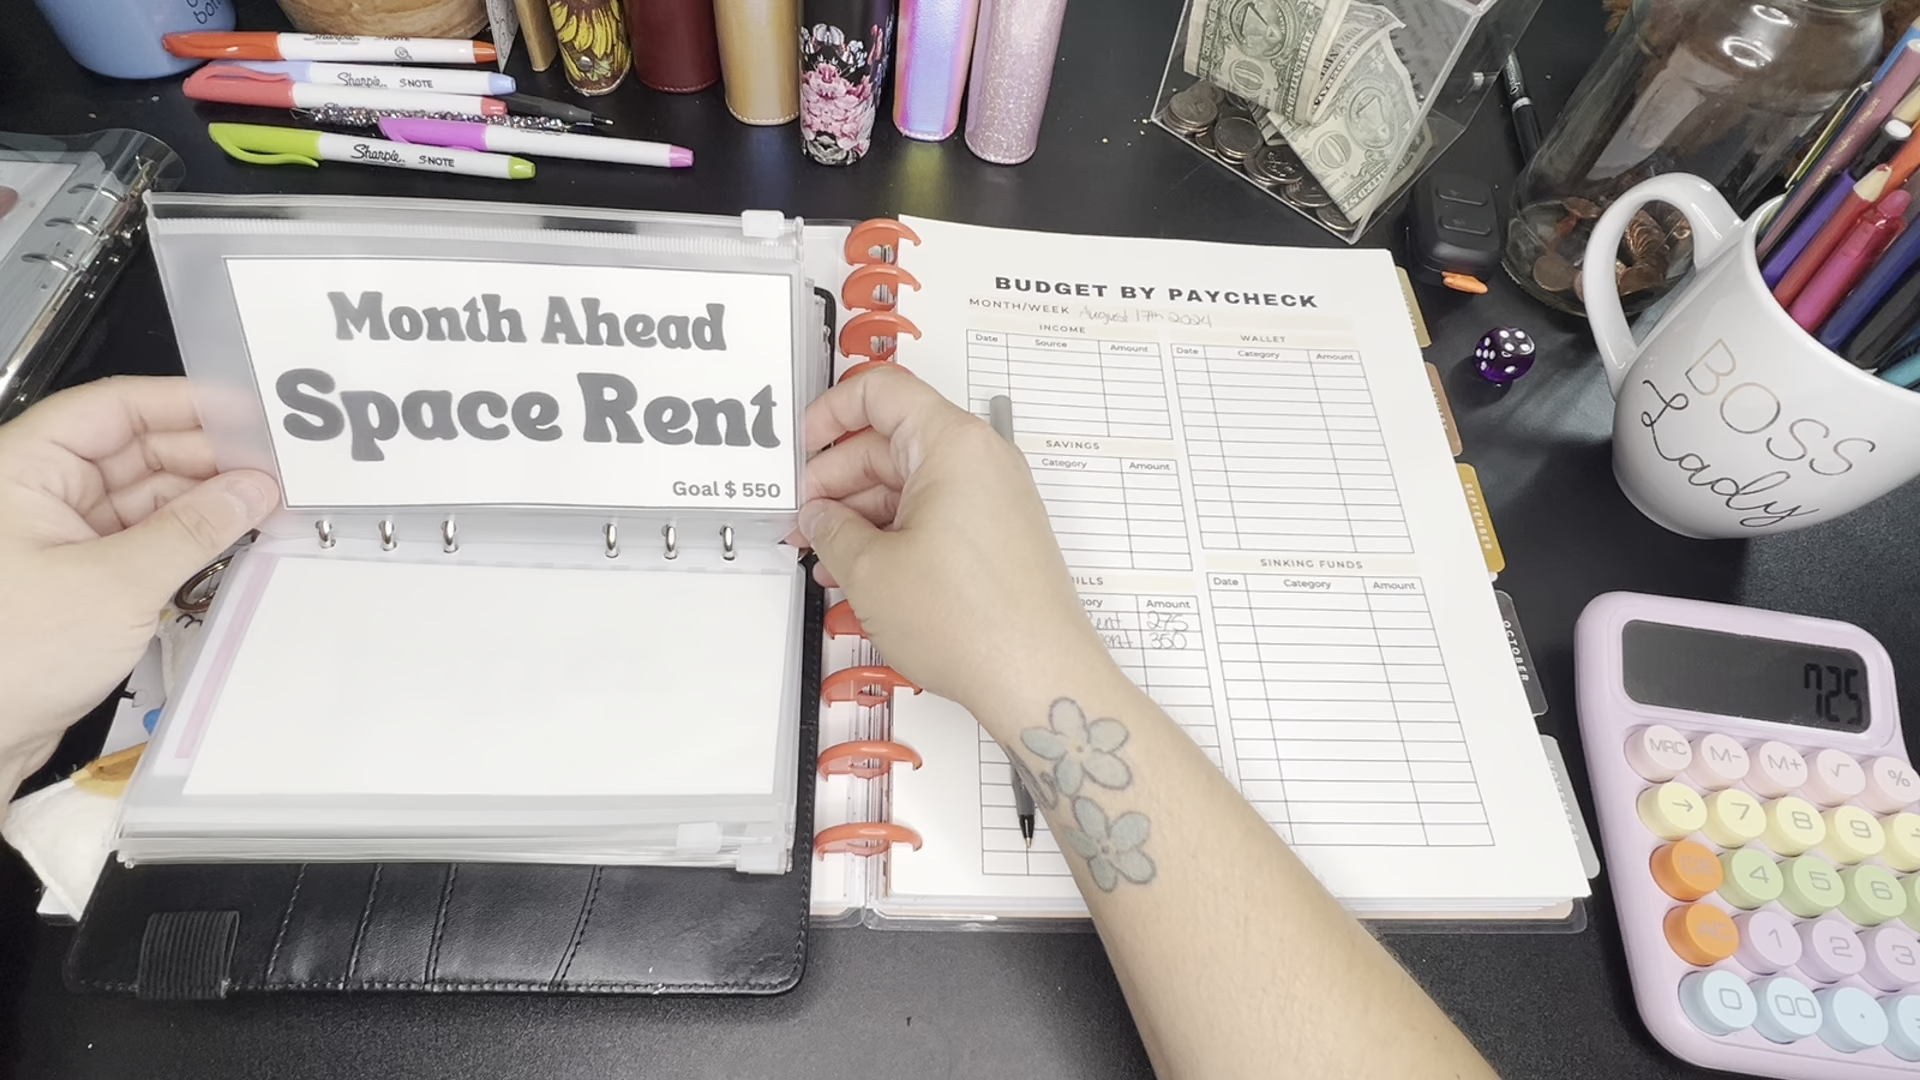 Sharpie S-NOTE
Sharpie S-NOTE
Month Ahead
Space Rent
Goal $ 550
BUDGET BY PAYCHECK
MONTH/WEEK August 17th 2024
INCOME
Date Source Amount
WALLET
Date Category Amount
SAVINGS
Category Amount
SINKING FUNDS
Date Category Amount
BILLS
Amount
Rent 275
350
SEPTEMBER
OCTOBER
BOSS
Lady
725
MRC M- M+ √ %
→ 7 8 9
4 5 6
AC 1 2 3
0 00 .